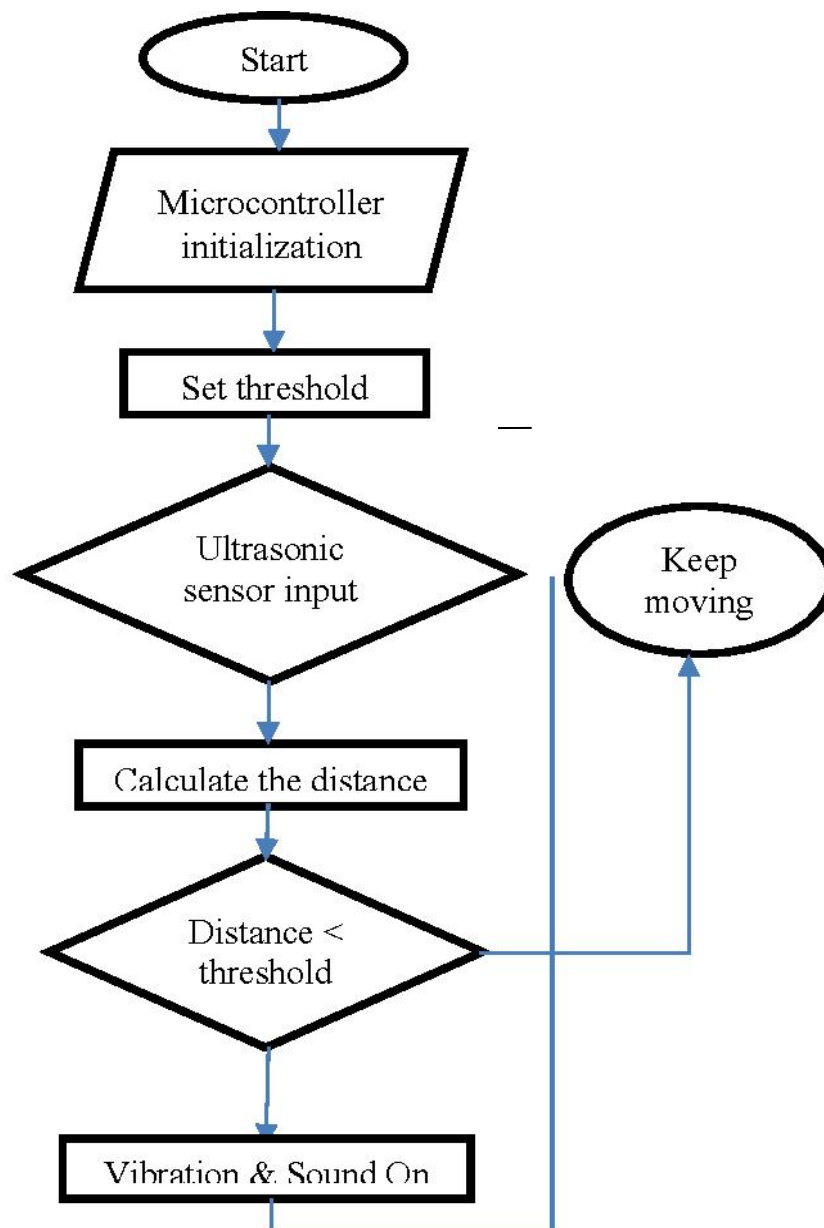 Start
Microcontroller
initialization
Set threshold
Ultrasonic
sensor input
Keep
moving
Calculate the distance
Distance <
threshold
Vibration & Sound On